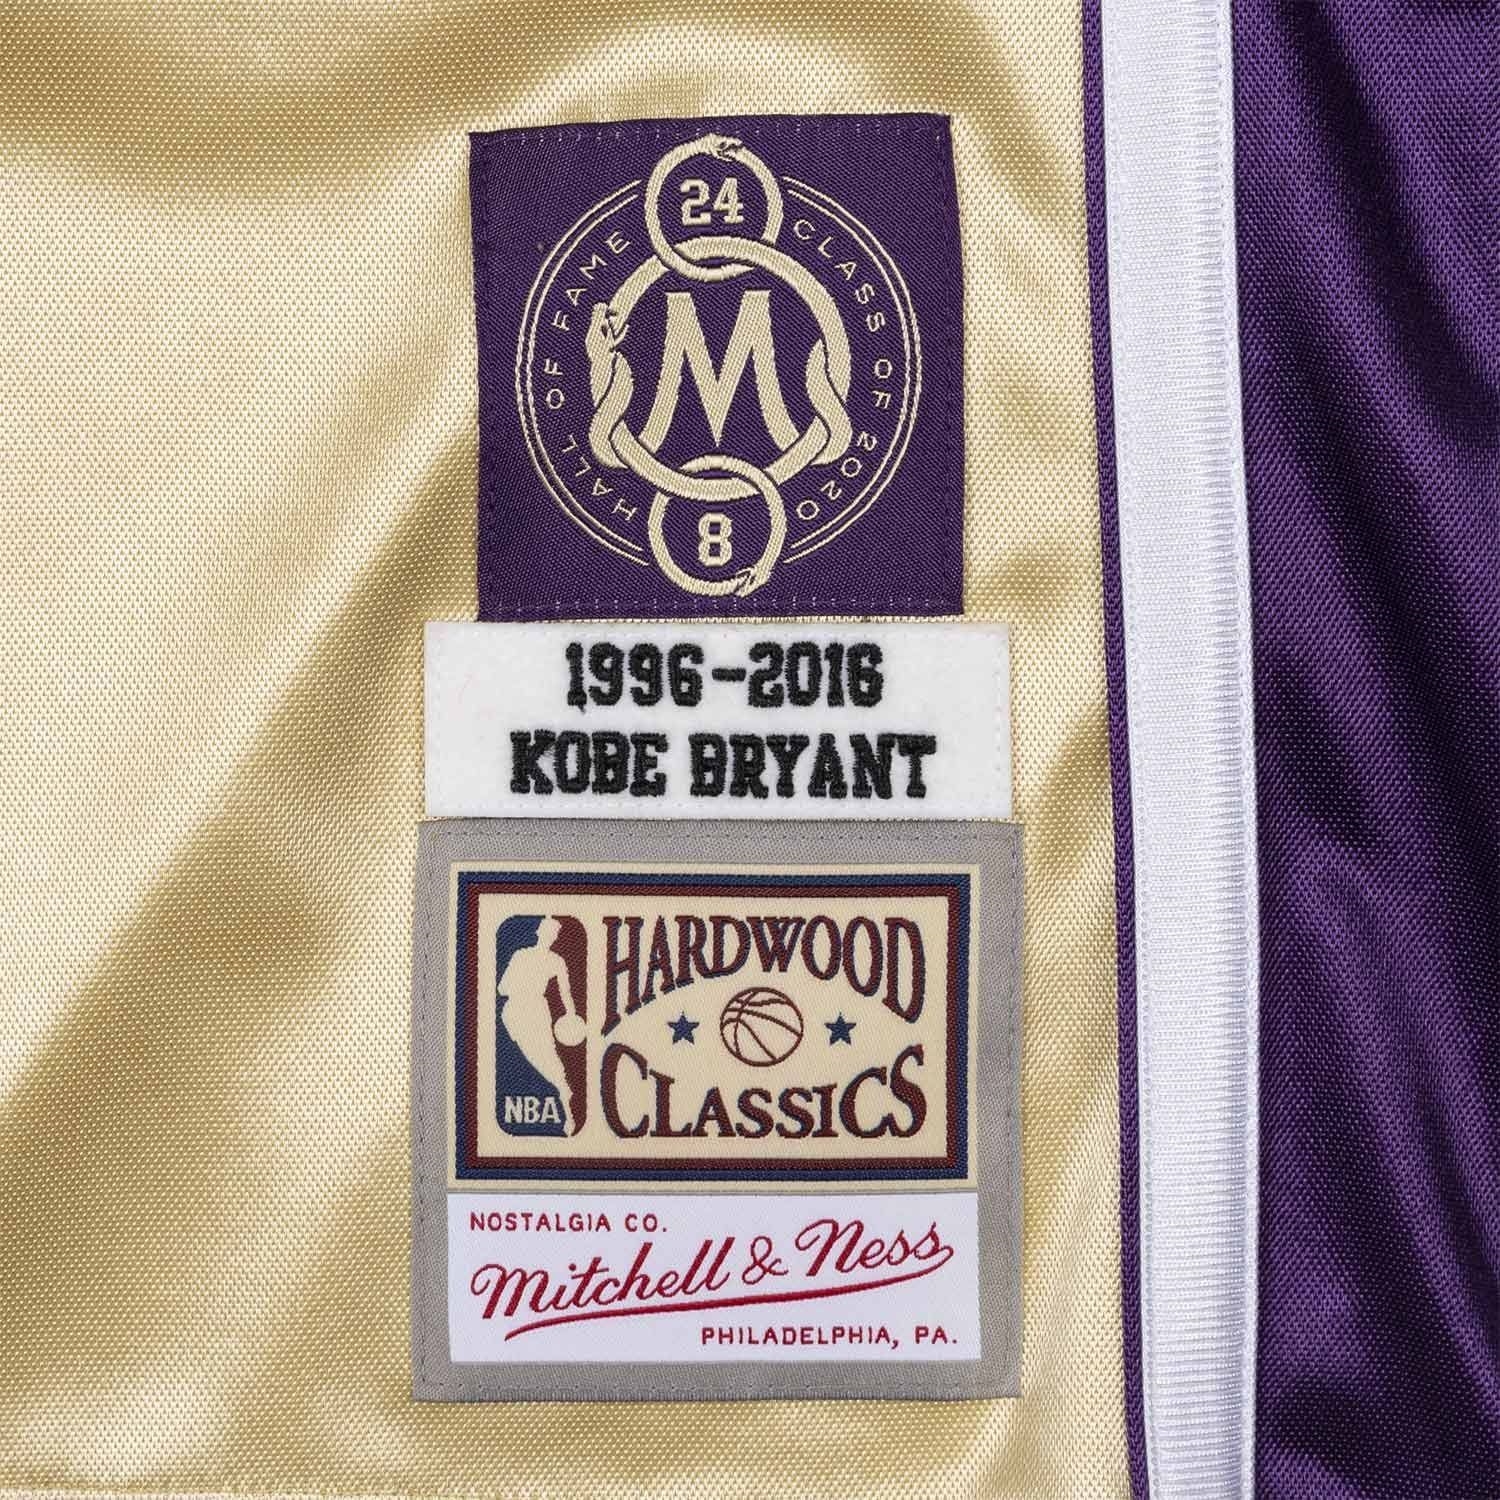 24
HALL OF FAME CLASS OF 2020
M
8
1996-2016
KOBE BRYANT
HARDWOOD
CLASSICS
NBA
NOSTALGIA CO.
Mitchell & Ness
PHILADELPHIA, PA.